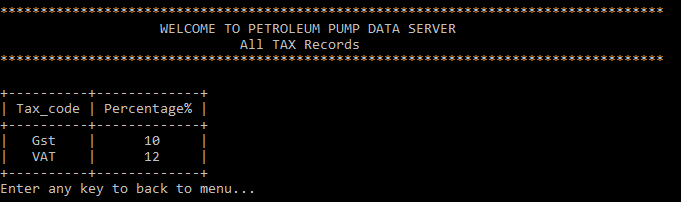 ***********************************************************************************
WELCOME TO PETROLEUM PUMP DATA SERVER
All TAX Records
***********************************************************************************
+----------+-------------+
| Tax_code | Percentage% |
+----------+-------------+
| Gst | 10 |
| VAT | 12 |
+----------+-------------+
Enter any key to back to menu...